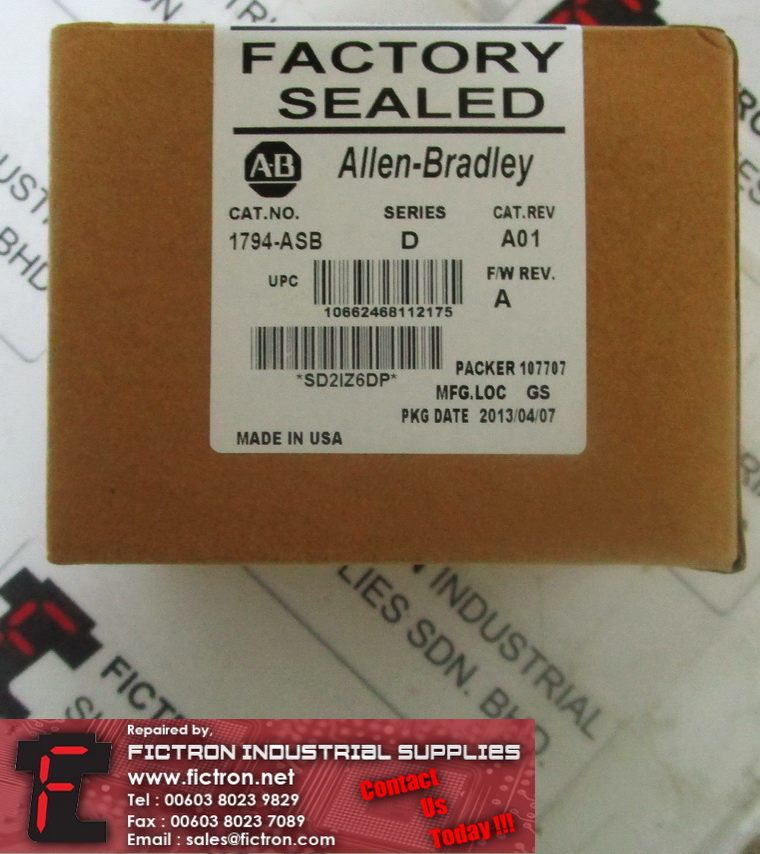 FACTORY
SEALED
A·B Allen-Bradley
CAT.NO. SERIES CAT.REV
1794-ASB D A01
UPC F/W REV.
10662468112175 A
*SD2IZ6DP* PACKER 107707
MFG.LOC GS
PKG DATE 2013/04/07
MADE IN USA
INDUSTRIAL
LIES SDN. BHD.
FICT
Repaired by,
FICTRON INDUSTRIAL SUPPLIES
www.fictron.net
Tel : 00603 8023 9829
Fax : 00603 8023 7089
Email : sales@fictron.com
Contact
Us
Today !!!